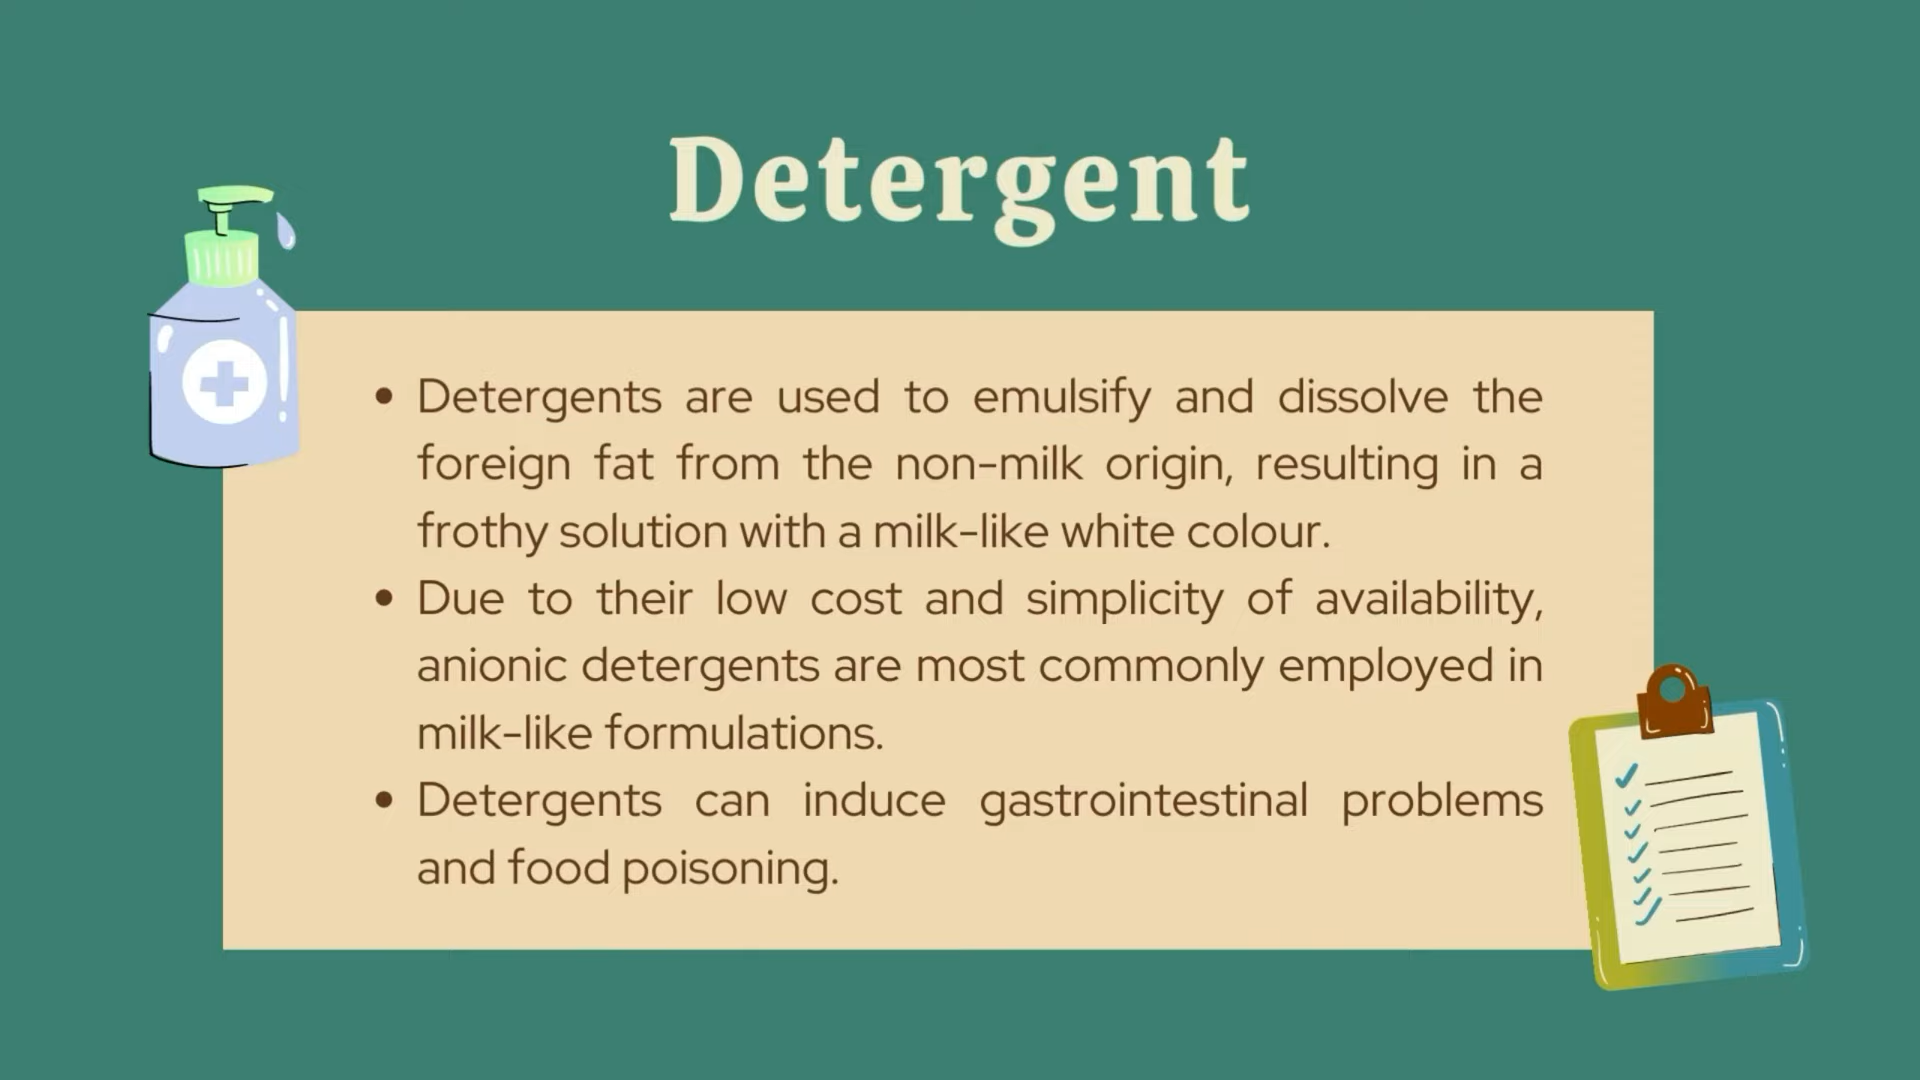 Detergent
• Detergents are used to emulsify and dissolve the
foreign fat from the non-milk origin, resulting in a
frothy solution with a milk-like white colour.
• Due to their low cost and simplicity of availability,
anionic detergents are most commonly employed in
milk-like formulations.
• Detergents can induce gastrointestinal problems
and food poisoning.